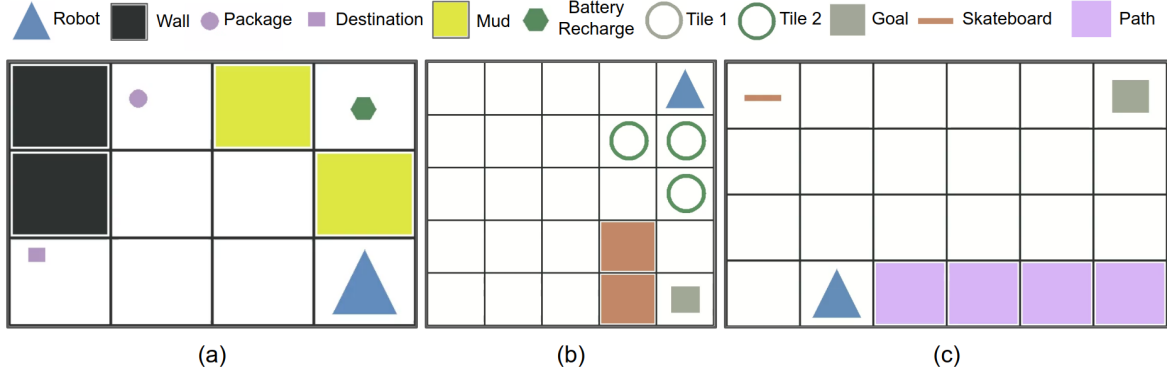 Robot Wall Package Destination Mud Battery Recharge Tile 1 Tile 2 Goal Skateboard Path
(a) (b) (c)